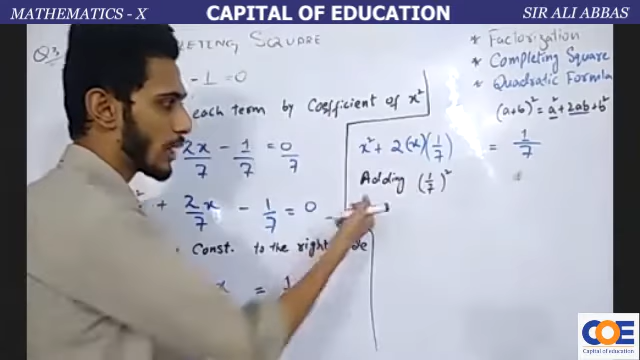 MATHEMATICS - X
CAPITAL OF EDUCATION
SIR ALI ABBAS
Q3
SQUARE
- 1 = 0
each term by Coefficient of x²
2x/7 - 1/7 = 0/7
+ 2x/7 - 1/7 = 0
Const. to the right
x = 1
* Factorization
* Completing Square
* Quadratic Formula
(a+b)² = a² + 2ab + b²
x² + 2(x)(1/7) = 1/7
Adding (1/7)²
COE
Capital of education